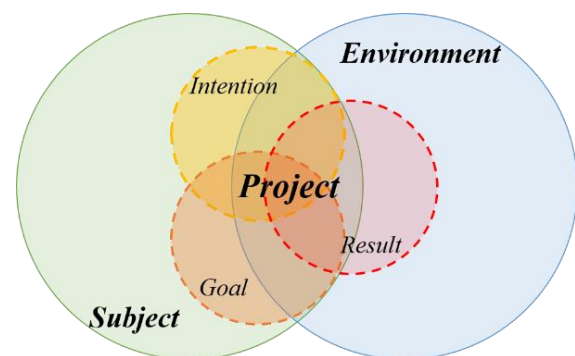 Environment
Intention
Project
Result
Goal
Subject